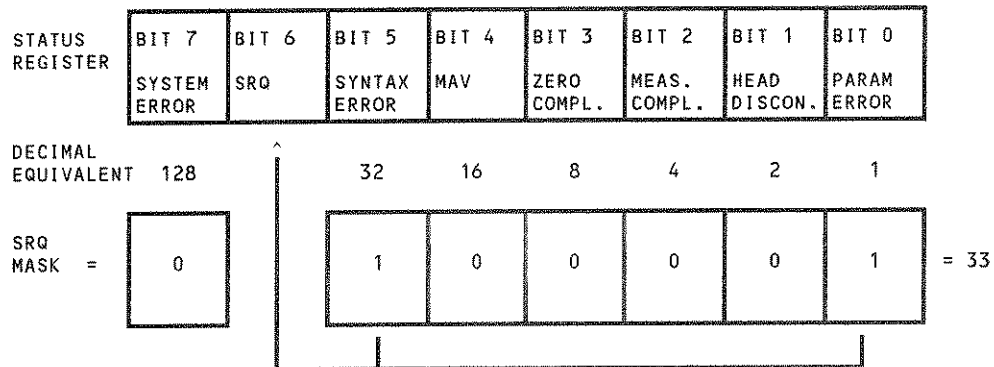 STATUS REGISTER
BIT 7 BIT 6 BIT 5 BIT 4 BIT 3 BIT 2 BIT 1 BIT 0
SYSTEM SRQ SYNTAX MAV ZERO MEAS. HEAD PARAM
ERROR ERROR COMPL. COMPL. DISCON. ERROR
DECIMAL
EQUIVALENT 128 32 16 8 4 2 1
SRQ
MASK = 0 1 0 0 0 0 1 = 33